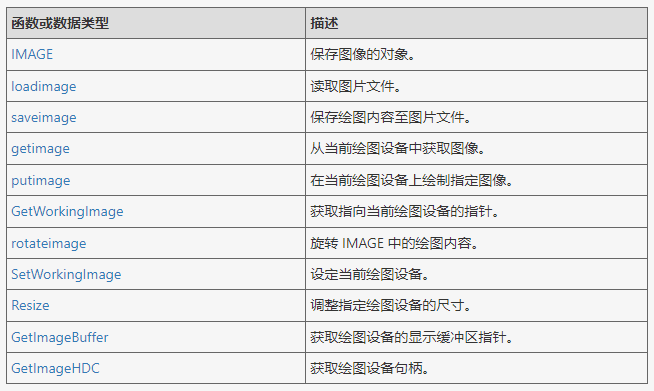 函数或数据类型 描述
IMAGE 保存图像的对象。
loadimage 读取图片文件。
saveimage 保存绘图内容至图片文件。
getimage 从当前绘图设备中获取图像。
putimage 在当前绘图设备上绘制指定图像。
GetWorkingImage 获取指向当前绘图设备的指针。
rotateimage 旋转 IMAGE 中的绘图内容。
SetWorkingImage 设定当前绘图设备。
Resize 调整指定绘图设备的尺寸。
GetImageBuffer 获取绘图设备的显示缓冲区指针。
GetImageHDC 获取绘图设备句柄。